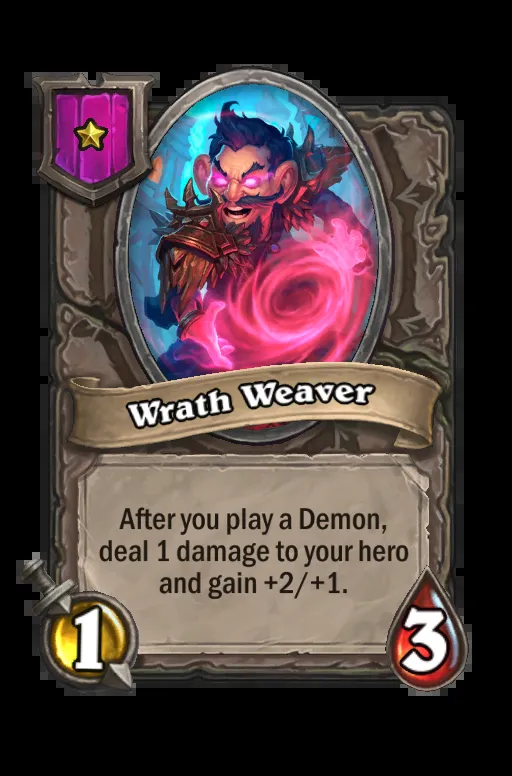 Wrath Weaver
After you play a Demon,
deal 1 damage to your hero
and gain +2/+1.
1
3